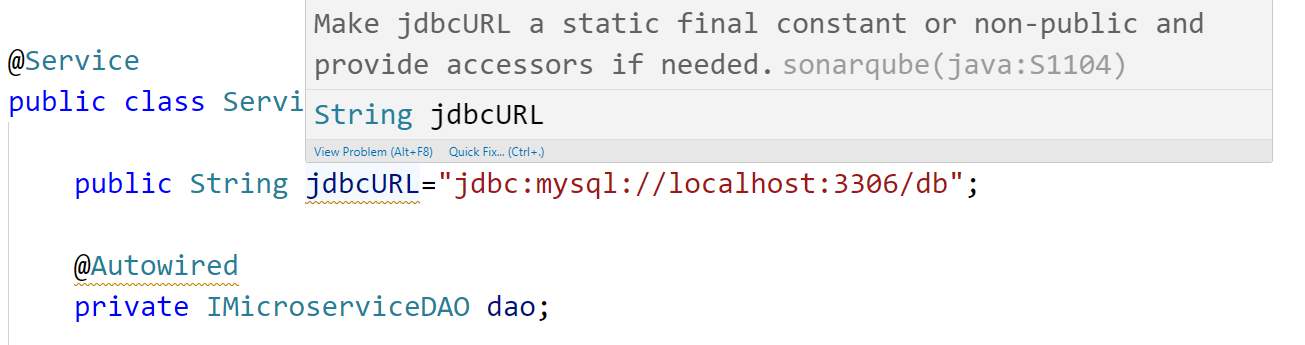 Make jdbcURL a static final constant or non-public and
provide accessors if needed. sonarqube(java:S1104)
@Service
public class Servi
String jdbcURL
View Problem (Alt+F8) Quick Fix... (Ctrl+.)
public String jdbcURL="jdbc:mysql://localhost:3306/db";
@Autowired
private IMicroserviceDAO dao;